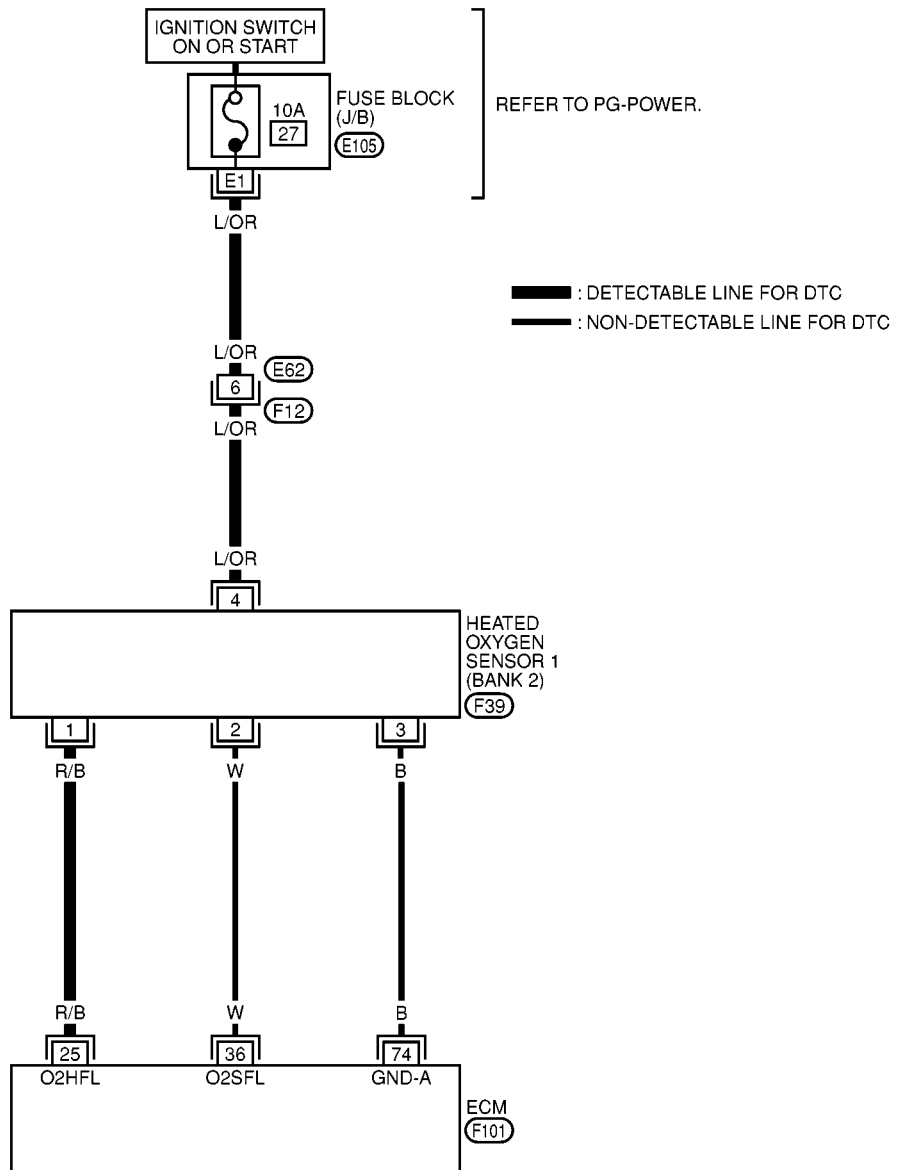 IGNITION SWITCH
ON OR START
10A
27
FUSE BLOCK
(J/B)
E105
REFER TO PG-POWER.
E1
L/OR
: DETECTABLE LINE FOR DTC
: NON-DETECTABLE LINE FOR DTC
L/OR
E62
6
F12
L/OR
L/OR
4
HEATED
OXYGEN
SENSOR 1
(BANK 2)
F39
1 2 3
R/B W B
R/B W B
25 36 74
O2HFL O2SFL GND-A
ECM
F101